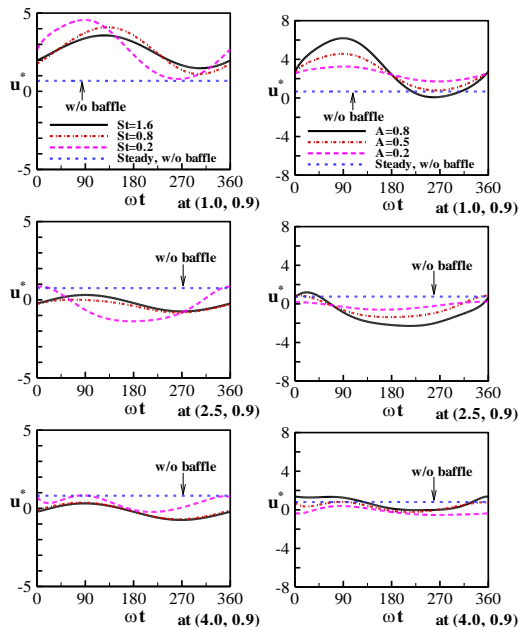 5
u*
0
w/o baffle
St=1.6
St=0.8
St=0.2
Steady, w/o baffle
-5
0 90 180 270 360
ωt at (1.0, 0.9)
8
4
u*
0
w/o baffle
-4
A=0.8
A=0.5
A=0.2
Steady, w/o baffle
-8
0 90 180 270 360
ωt at (1.0, 0.9)
5
w/o baffle
u*
0
-5
0 90 180 270 360
ωt at (2.5, 0.9)
8
4
w/o baffle
u*
0
-4
-8
0 90 180 270 360
ωt at (2.5, 0.9)
5
w/o baffle
u*
0
-5
0 90 180 270 360
ωt at (4.0, 0.9)
8
4
w/o baffle
u*
0
-4
-8
0 90 180 270 360
ωt at (4.0, 0.9)